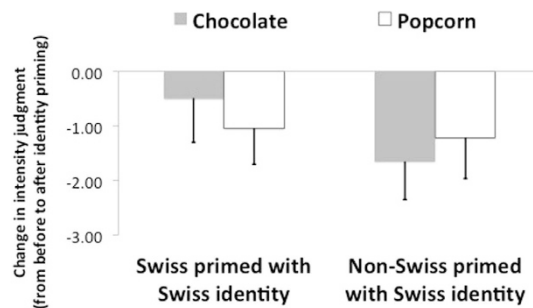 Chocolate
Popcorn
Change in intensity judgment
(from before to after identity priming)
0.00
-1.00
-2.00
-3.00
Swiss primed with
Swiss identity
Non-Swiss primed
with Swiss identity